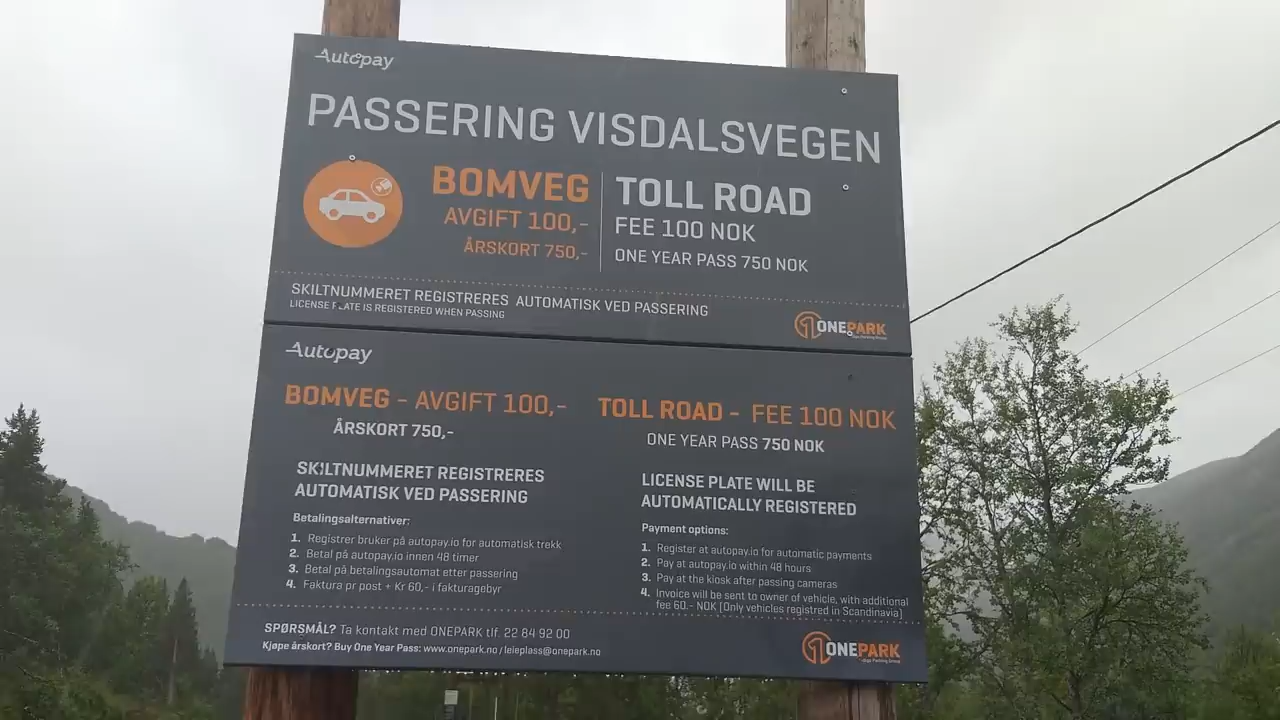 Autopay
PASSERING VISDALSVEGEN
BOMVEG
AVGIFT 100,-
ÅRSKORT 750,-
TOLL ROAD
FEE 100 NOK
ONE YEAR PASS 750 NOK
SKILTNUMMERET REGISTRERES AUTOMATISK VED PASSERING
LICENSE PLATE IS REGISTERED WHEN PASSING
ONEPARK
Autopay
BOMVEG - AVGIFT 100,-
ÅRSKORT 750,-
SKILTNUMMERET REGISTRERES
AUTOMATISK VED PASSERING
Betalingsalternativer:
1. Registrer bruker på autopay.io for automatisk trekk
2. Betal på autopay.io innen 48 timer
3. Betal på betalingsautomat etter passering
4. Faktura pr post + Kr 60,- i fakturagebyr
TOLL ROAD - FEE 100 NOK
ONE YEAR PASS 750 NOK
LICENSE PLATE WILL BE
AUTOMATICALLY REGISTERED
Payment options:
1. Register at autopay.io for automatic payments
2. Pay at autopay.io within 48 hours
3. Pay at the kiosk after passing cameras
4. Invoice will be sent to owner of vehicle, with additional
fee 60.- NOK [Only vehicles registred in Scandinavia]
SPØRSMÅL? Ta kontakt med ONEPARK tlf. 22 84 92 00
Kjøpe årskort? Buy One Year Pass: www.onepark.no/leieplass@onepark.no
ONEPARK